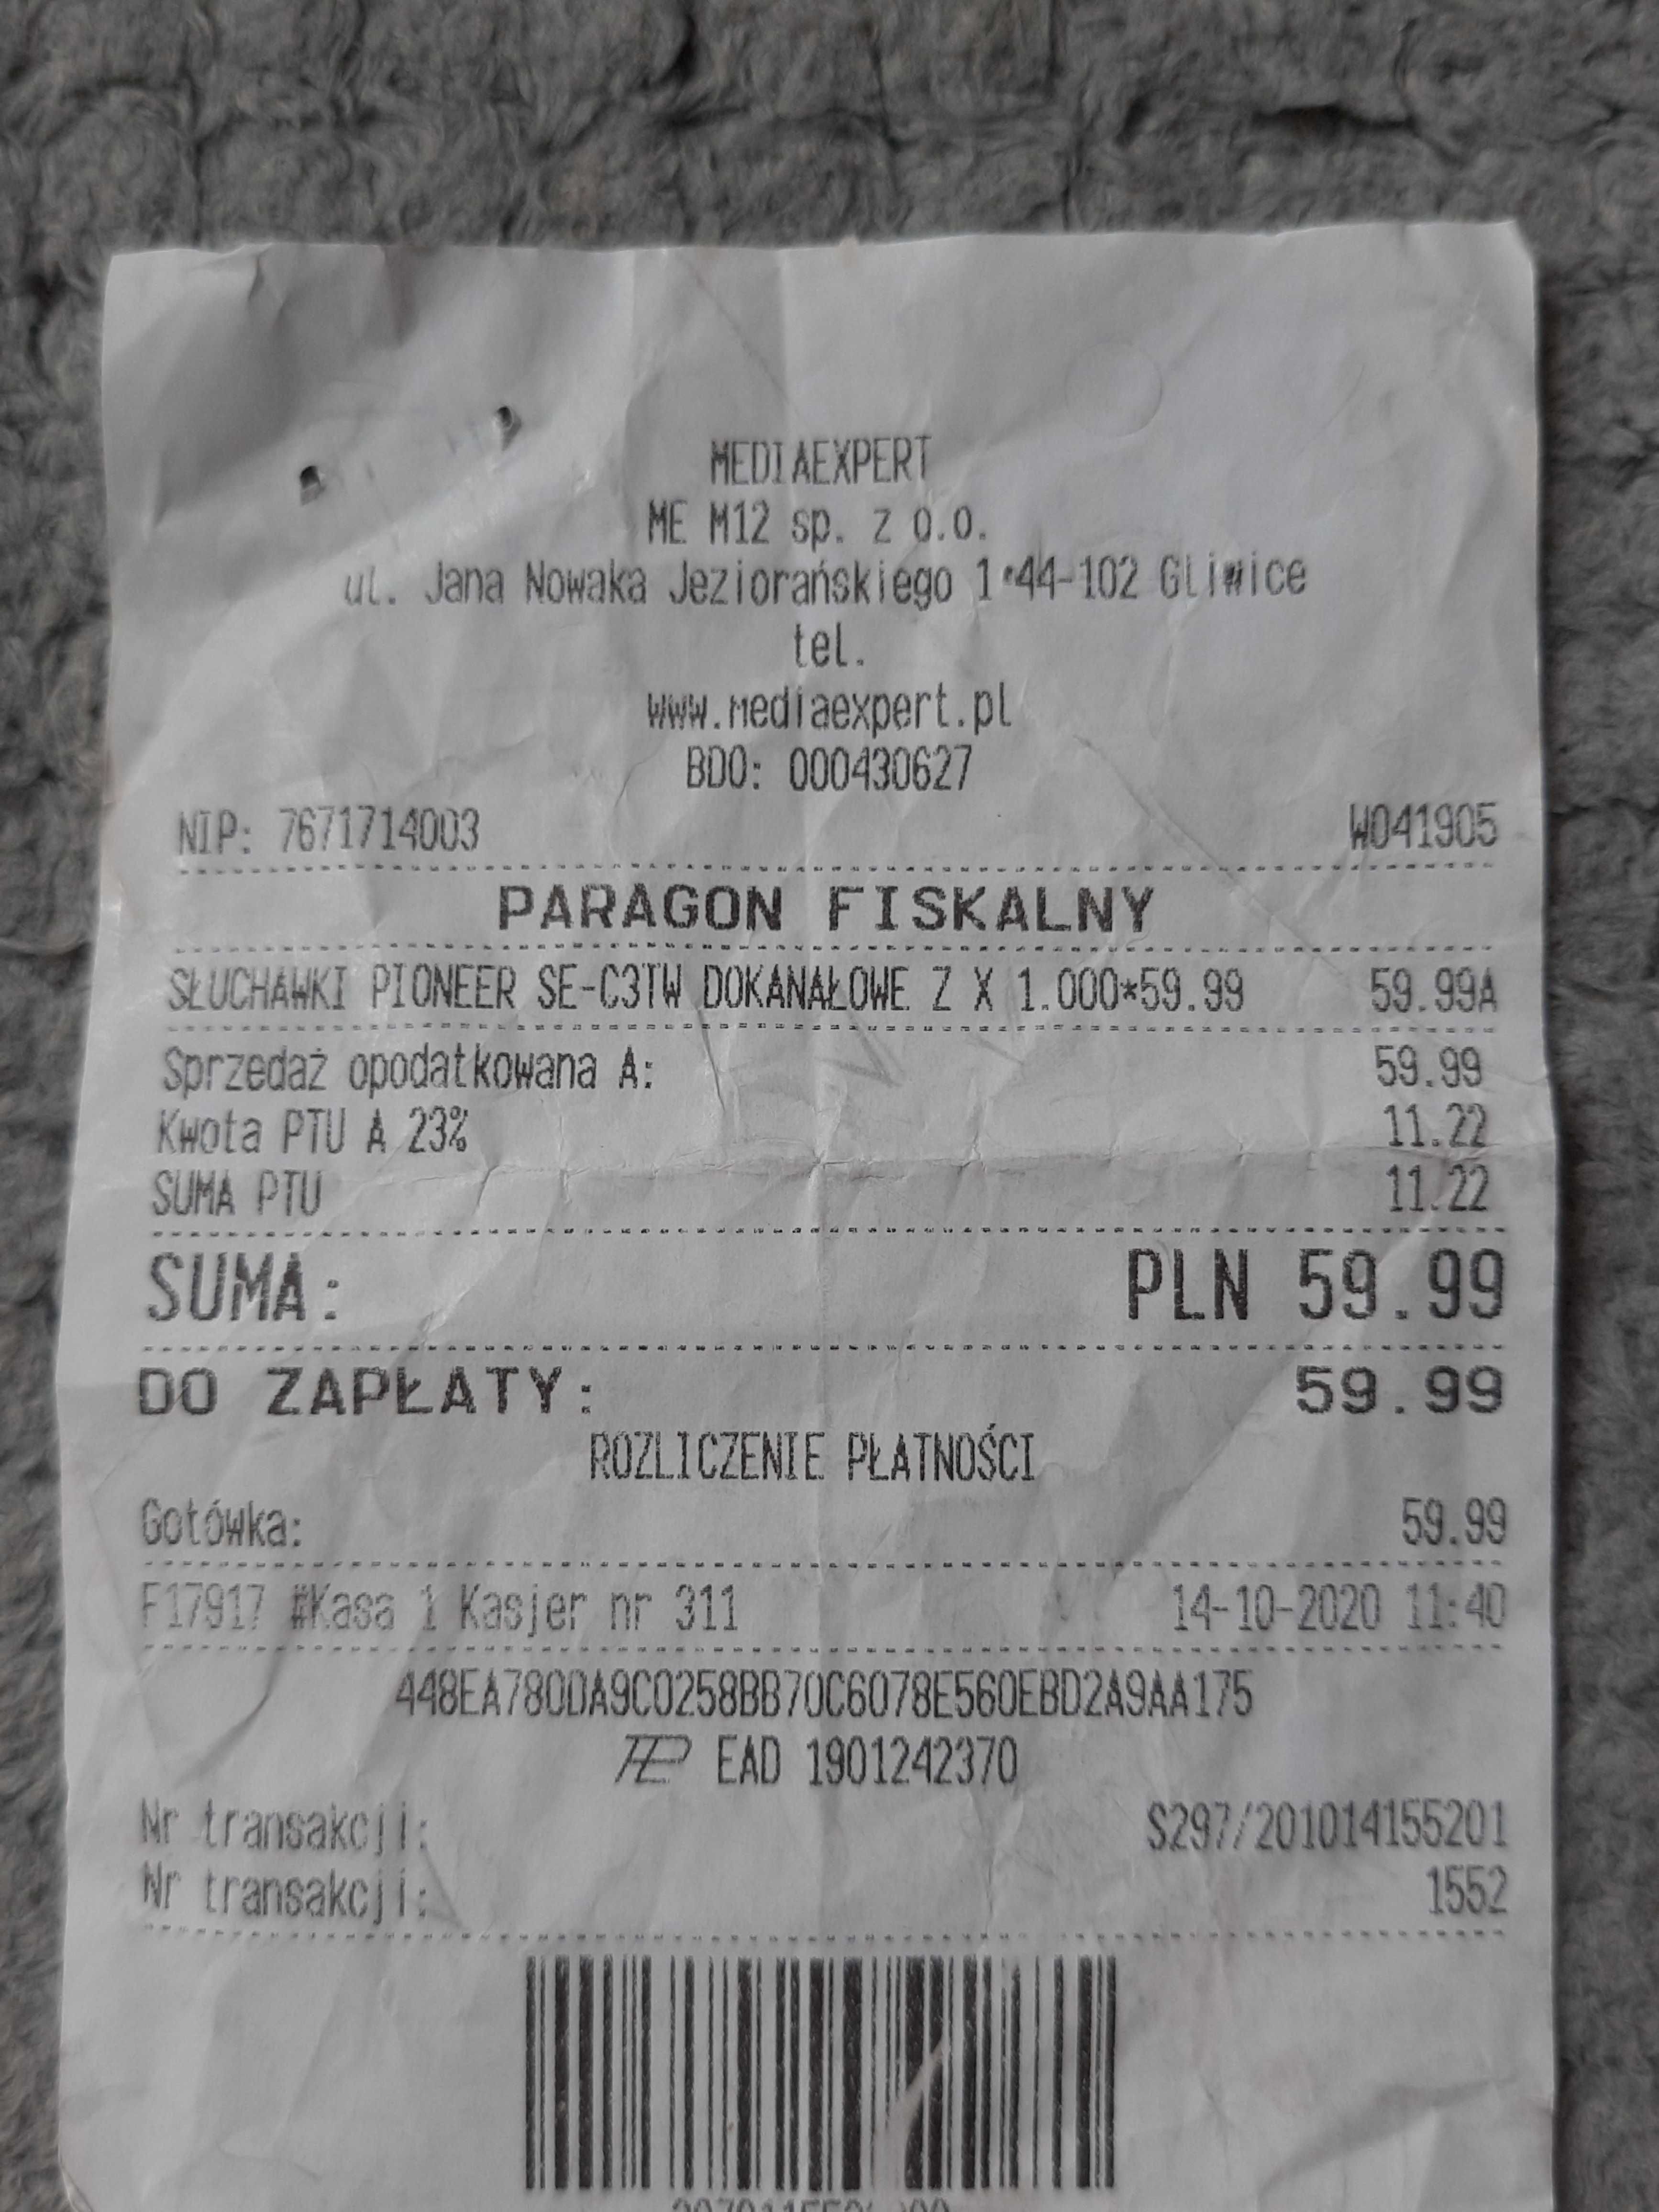 MEDIAEXPERT
ME M12 sp. z o.o.
ul. Jana Nowaka Jeziorańskiego 1 44-102 Gliwice
tel.
www.mediaexpert.pl
BDO: 000430627
NIP: 7671714003 W041905
PARAGON FISKALNY
SŁUCHAWKI PIONEER SE-C3TW DOKANAŁOWE Z X 1.000*59.99 59.99A
Sprzedaż opodatkowana A: 59.99
Kwota PTU A 23% 11.22
SUMA PTU 11.22
SUMA: PLN 59.99
DO ZAPŁATY: 59.99
ROZLICZENIE PŁATNOŚCI
Gotówka: 59.99
F17917 #Kasa 1 Kasjer nr 311 14-10-2020 11:40
448EA780DA9C0258BB70C6078E560EBD2A9AA175
EAD 1901242370
Nr transakcji: S297/201014155201
Nr transakcji: 1552